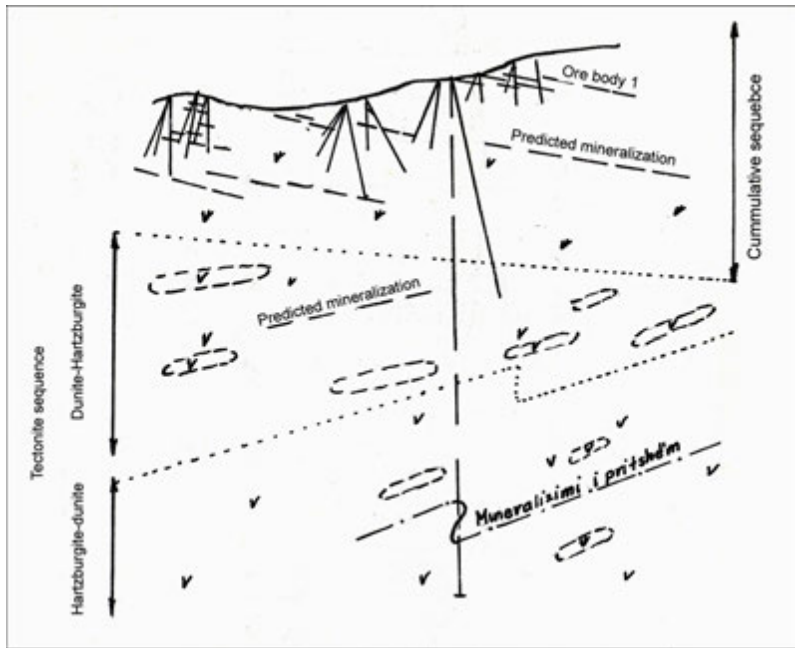 Ore body 1
Predicted mineralization
Cummulative sequebce
Predicted mineralization
Tectonite sequence
Dunite-Hartzburgite
Mineralizimi i pritshëm
Hartzburgite-dunite